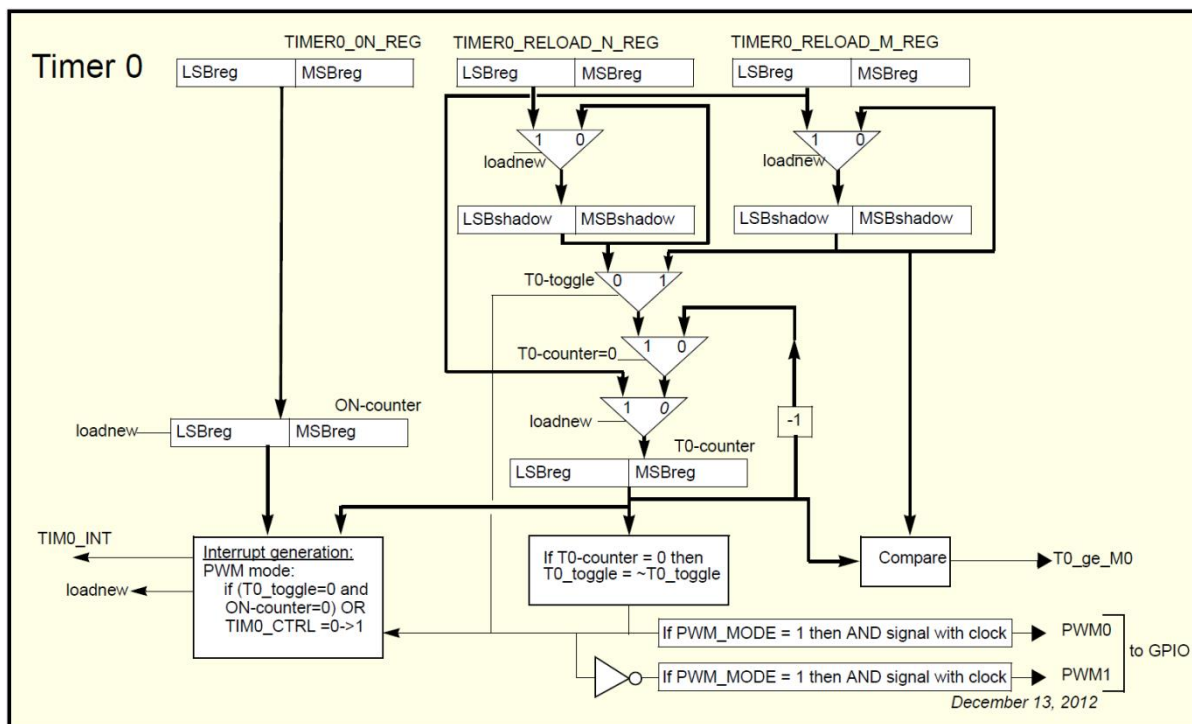 Timer 0
TIMER0_0N_REG
TIMER0_RELOAD_N_REG
TIMER0_RELOAD_M_REG
LSBreg MSBreg
LSBreg MSBreg
LSBreg MSBreg
1 0
loadnew
1 0
loadnew
LSBshadow MSBshadow
LSBshadow MSBshadow
T0-toggle
0 1
T0-counter=0
1 0
loadnew
1 0
ON-counter
loadnew
LSBreg MSBreg
-1
T0-counter
LSBreg MSBreg
TIM0_INT
loadnew
Interrupt generation:
PWM mode:
if (T0_toggle=0 and
ON-counter=0) OR
TIM0_CTRL =0->1
If T0-counter = 0 then
T0_toggle = ~T0_toggle
Compare
T0_ge_M0
If PWM_MODE = 1 then AND signal with clock
PWM0
If PWM_MODE = 1 then AND signal with clock
PWM1
to GPIO
December 13, 2012